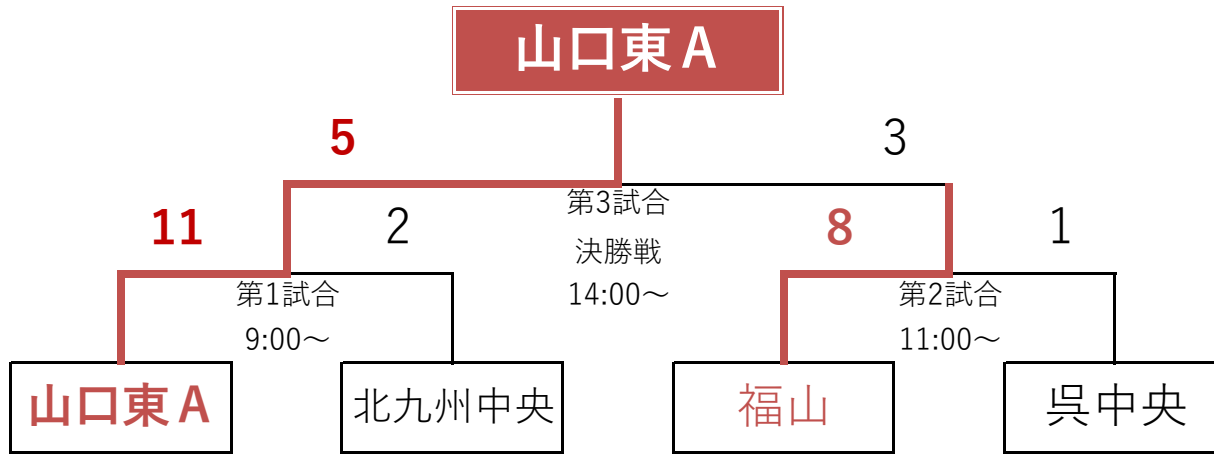 山口東A
5
3
11
2
第3試合
決勝戦
14:00～
8
1
第1試合
9:00～
第2試合
11:00～
山口東A
北九州中央
福山
呉中央